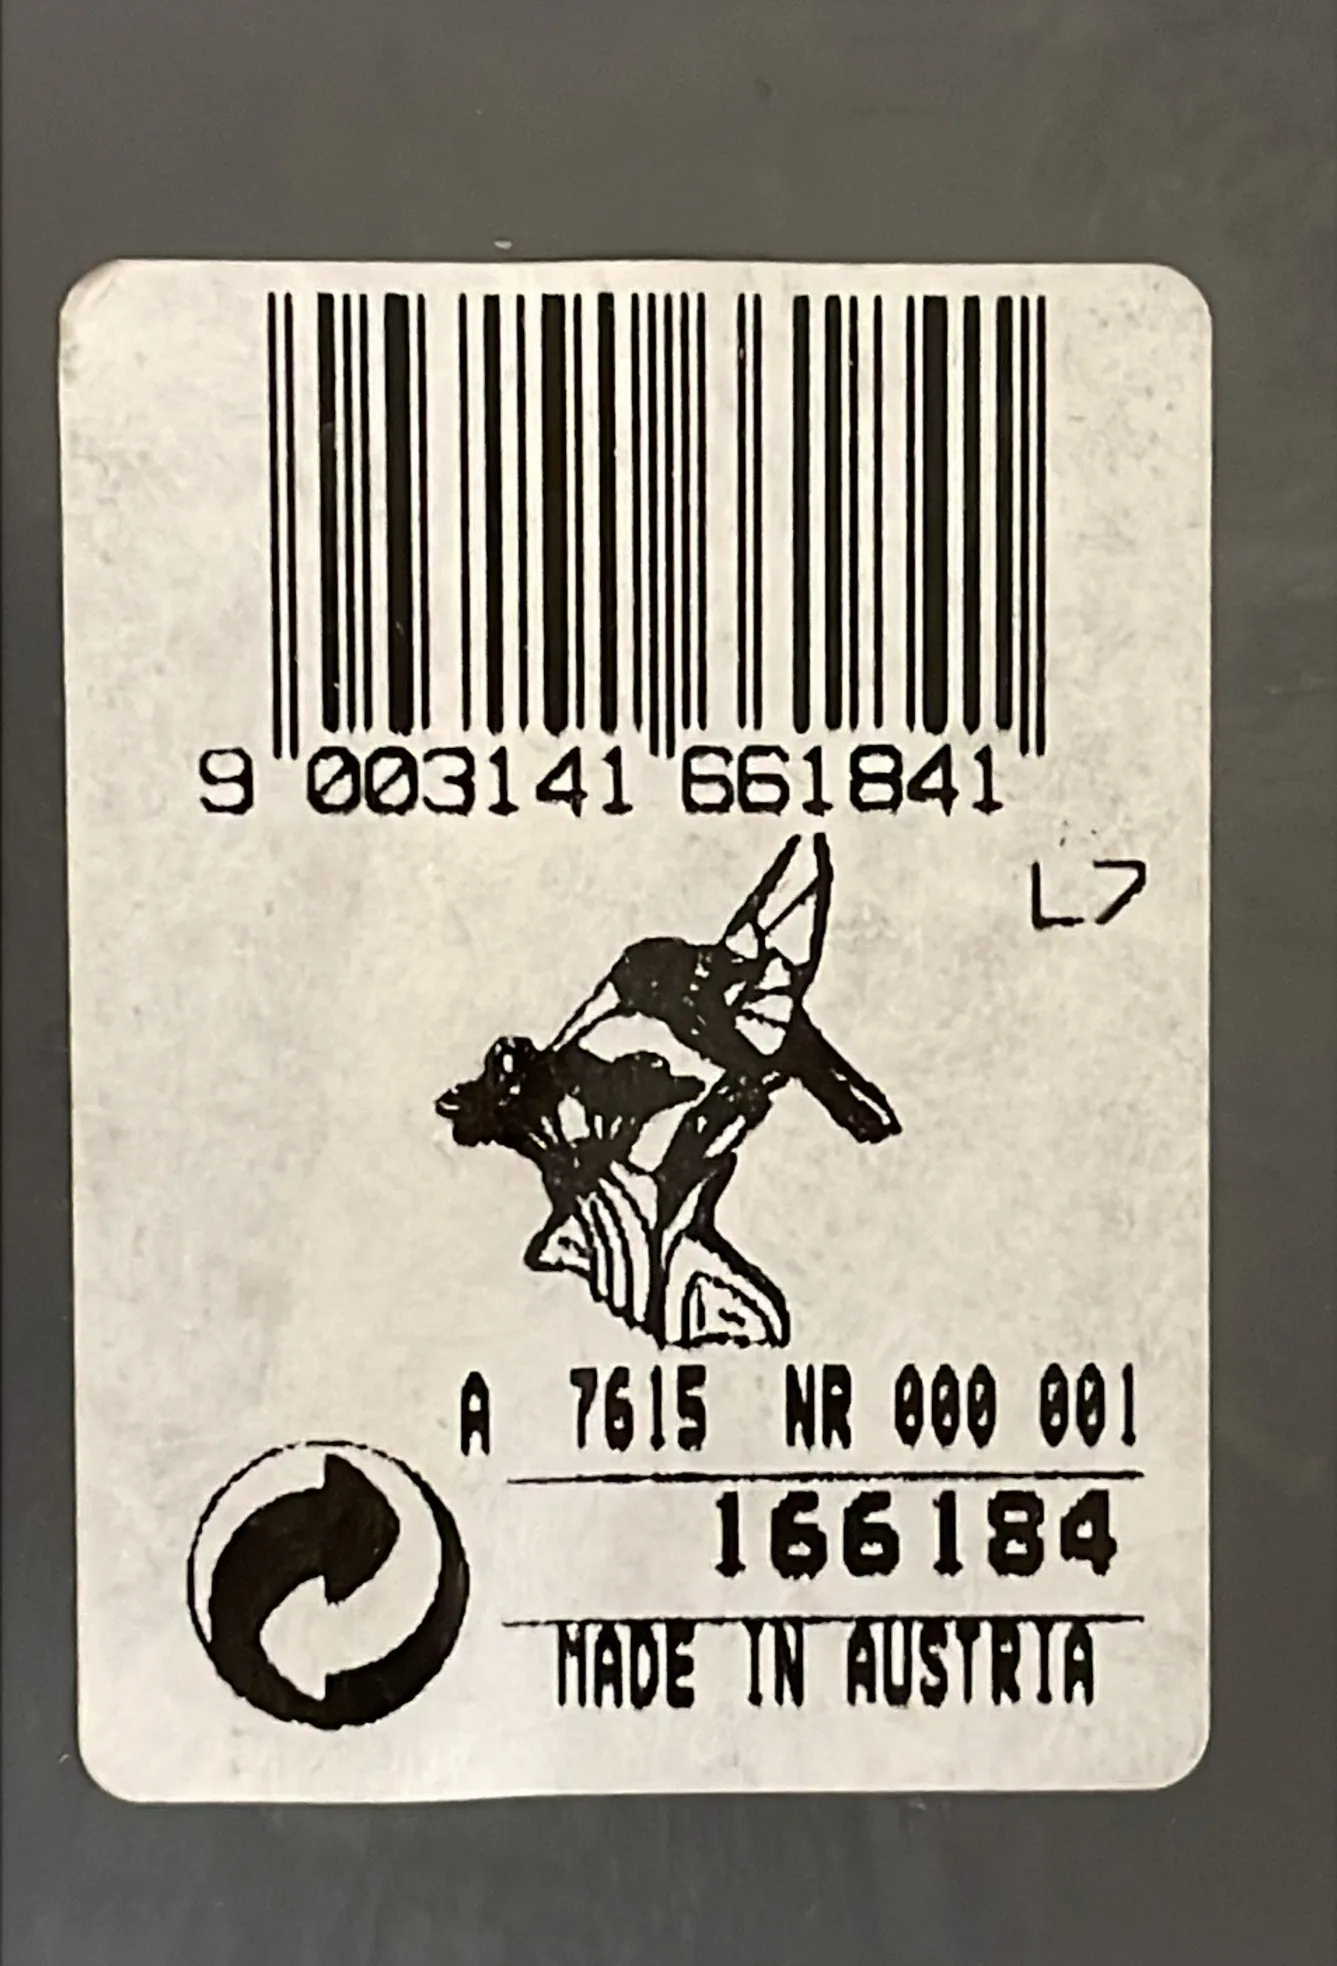 9 003141 661841
L7
A 7615 NR 000 001
166184
MADE IN AUSTRIA